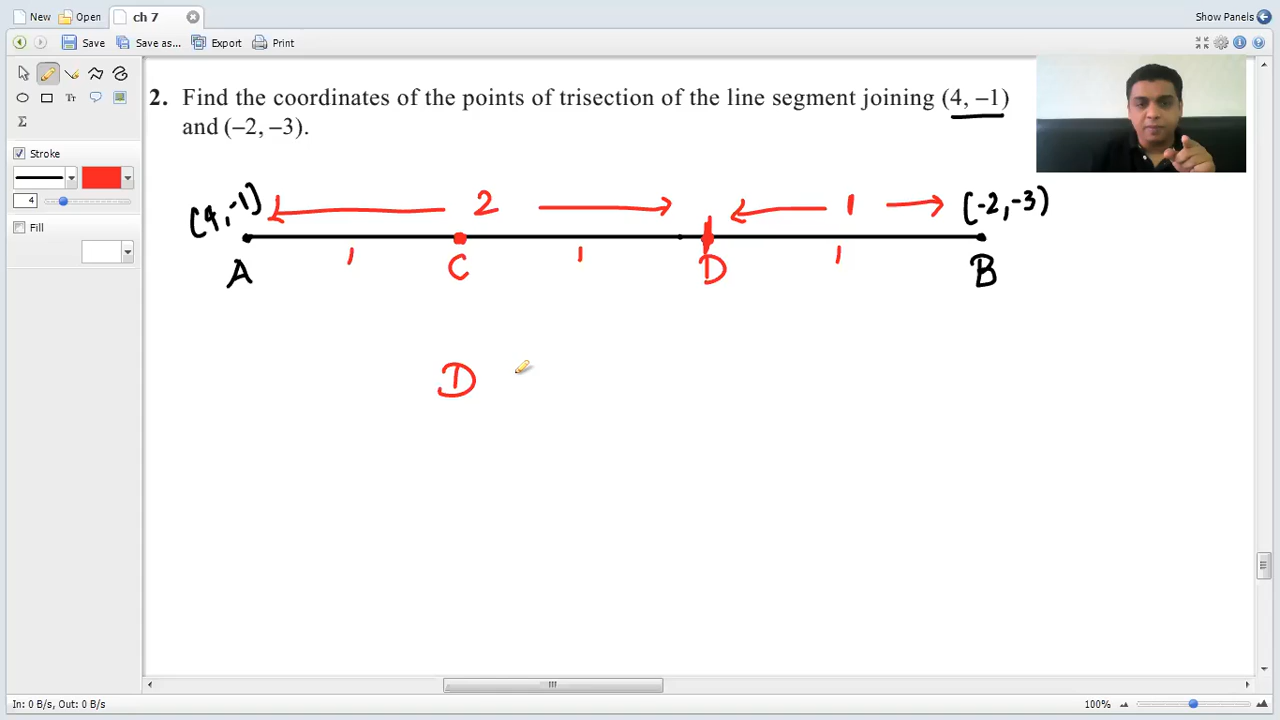 New Open ch 7 Show Panels
Save Save as... Export Print
Tr
Σ
Stroke
4
Fill
2. Find the coordinates of the points of trisection of the line segment joining (4, –1)
and (–2, –3).
(4,-1) 2 1 (-2,-3)
1 1 1
A C D B
D
In: 0 B/s, Out: 0 B/s 100%